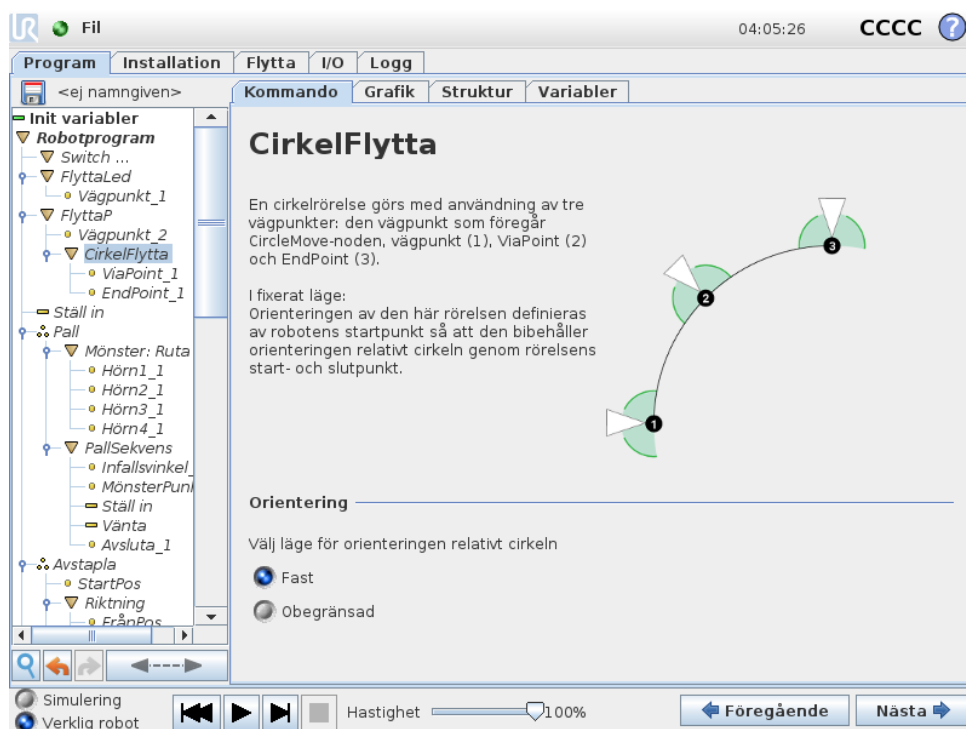 UR Fil 04:05:26 CCCC ?
Program Installation Flytta I/O Logg
<ej namngiven>
Kommando Grafik Struktur Variabler
Init variabler
Robotprogram
Switch ...
FlyttaLed
Vägpunkt_1
FlyttaP
Vägpunkt_2
CirkelFlytta
ViaPoint_1
EndPoint_1
Ställ in
Pall
Mönster: Ruta
Hörn1_1
Hörn2_1
Hörn3_1
Hörn4_1
PallSekvens
Infallsvinkel_
MönsterPun
Ställ in
Vänta
Avsluta_1
Avstapla
StartPos
Riktning
FrånPos
CirkelFlytta
En cirkelrörelse görs med användning av tre
vägpunkter: den vägpunkt som föregår
CircleMove-noden, vägpunkt (1), ViaPoint (2)
och EndPoint (3).
I fixerat läge:
Orienteringen av den här rörelsen definieras
av robotens startpunkt så att den bibehåller
orienteringen relativt cirkeln genom rörelsens
start- och slutpunkt.
3
2
1
Orientering
Välj läge för orienteringen relativt cirkeln
Fast
Obegränsad
Simulering
Verklig robot
Hastighet 100%
Föregående Nästa